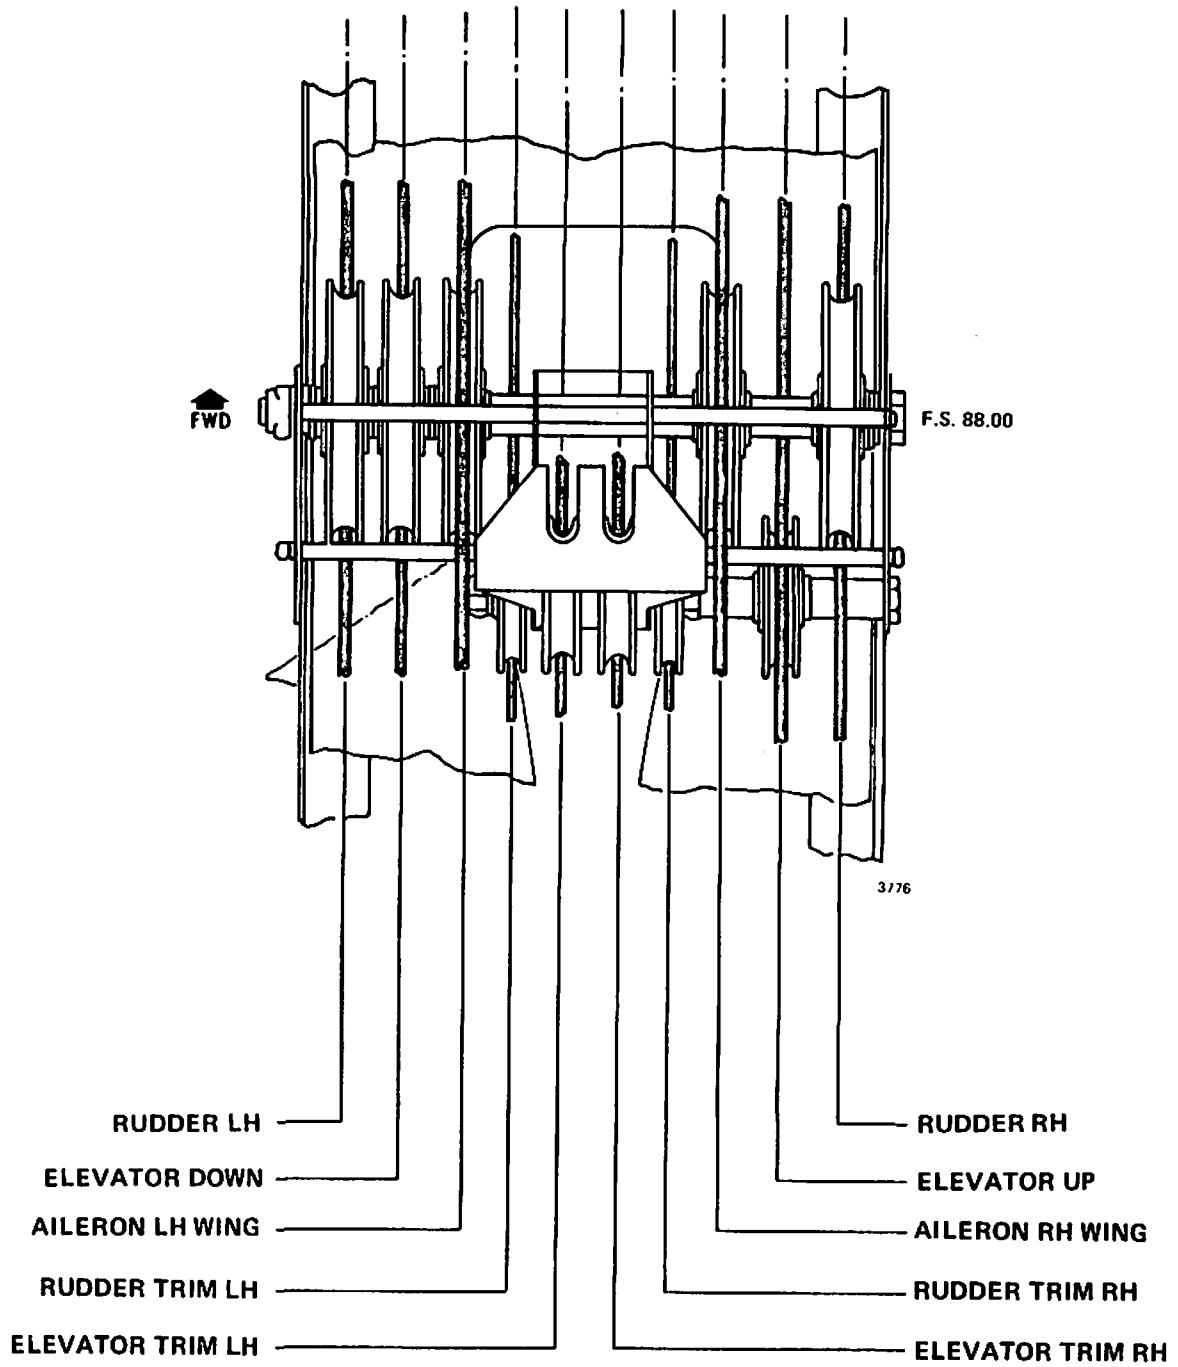 FWD
F.S. 88.00
3776
RUDDER LH
RUDDER RH
ELEVATOR DOWN
ELEVATOR UP
AILERON LH WING
AILERON RH WING
RUDDER TRIM LH
RUDDER TRIM RH
ELEVATOR TRIM LH
ELEVATOR TRIM RH